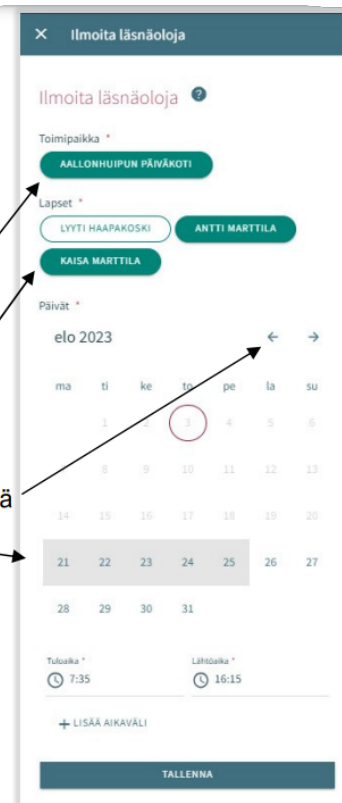 × Ilmoita läsnäoloja
Ilmoita läsnäoloja ?
Toimipaikka *
AALLONHUIPUN PÄIVÄKOTI
Lapset *
LYYTI HAAPAKOSKI ANTTI MARTTILA
KAISA MARTTILA
Päivät *
elo 2023 ← →
ma ti ke to pe la su
1 2 3 4 5 6
8 9 10 11 12 13
14 15 16 17 18 19 20
ä
21 22 23 24 25 26 27
28 29 30 31
Tuloaika * Lähtöaika *
7:35 16:15
+ LISÄÄ AIKAVÄLI
TALLENNA